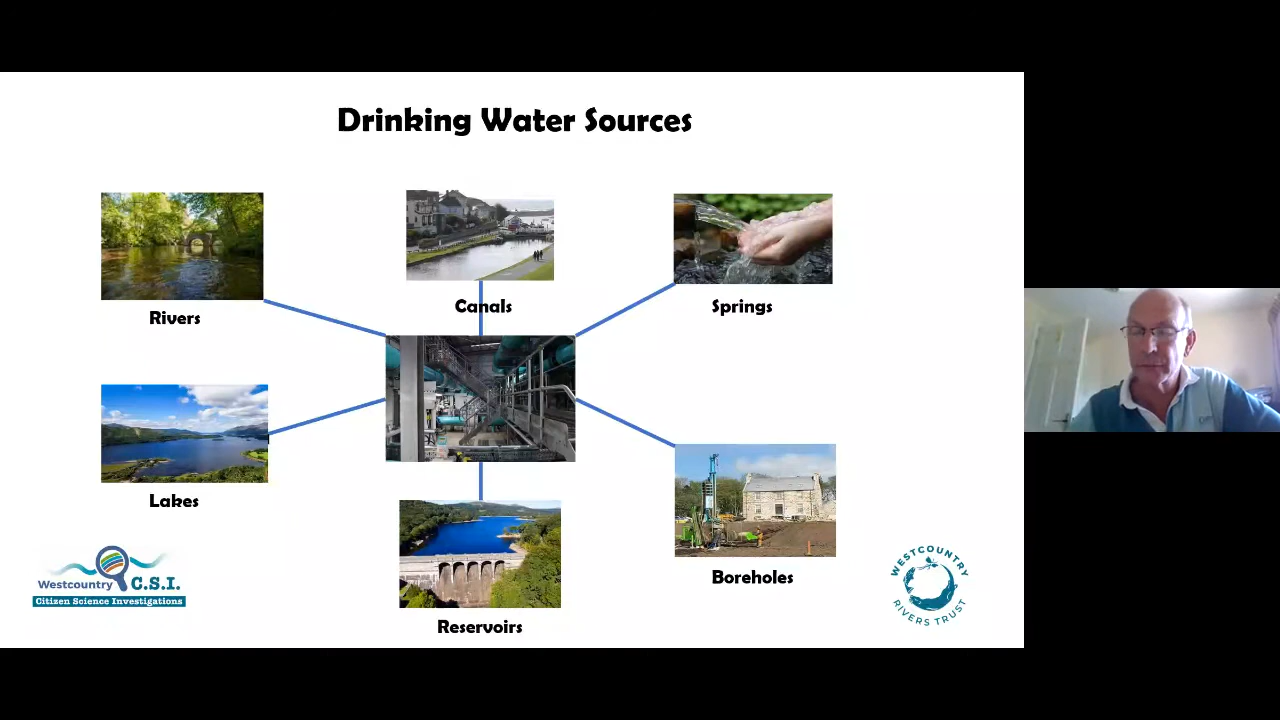 Drinking Water Sources
Rivers
Canals
Springs
Lakes
Reservoirs
Boreholes
Westcountry C.S.I.
Citizen Science Investigations
WESTCOUNTRY
RIVERS TRUST